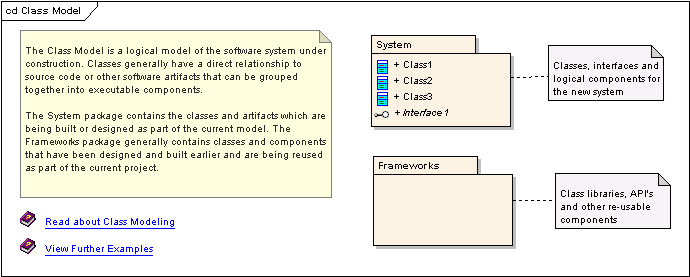 cd Class Model
The Class Model is a logical model of the software system under
construction. Classes generally have a direct relationship to
source code or other software artifacts that can be grouped
together into executable components.
The System package contains the classes and artifacts which are
being built or designed as part of the current model. The
Frameworks package generally contains classes and components
that have been designed and built earlier and are being reused
as part of the current project.
Read about Class Modeling
View Further Examples
System
+ Class1
+ Class2
+ Class3
+ Interface1
Classes, interfaces and
logical components for
the new system
Frameworks
Class libraries, API's
and other re-usable
components